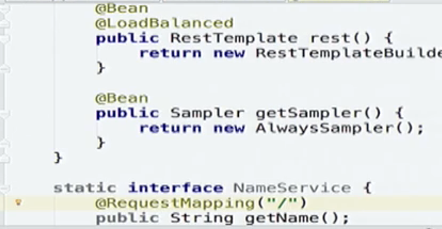 @Bean
@LoadBalanced
public RestTemplate rest() {
return new RestTemplateBuilde
}
@Bean
public Sampler getSampler() {
return new AlwaysSampler();
}
}
static interface NameService {
@RequestMapping("/")
public String getName();